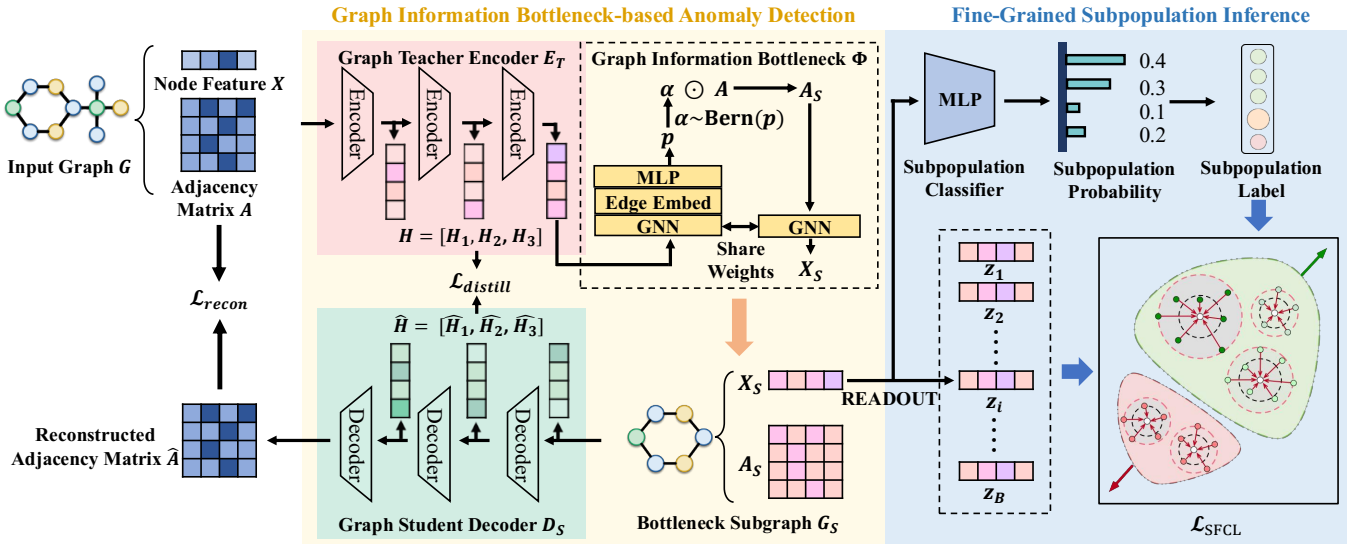 Graph Information Bottleneck-based Anomaly Detection
Fine-Grained Subpopulation Inference
Input Graph G
Node Feature X
Adjacency
Matrix A
Graph Teacher Encoder E_T
Encoder
Encoder
Encoder
H = [H_1, H_2, H_3]
Graph Information Bottleneck Φ
α ⊙ A
A_S
α~Bern(p)
p
MLP
Edge Embed
GNN
Share
Weights
GNN
X_S
MLP
Subpopulation
Classifier
0.4
0.3
0.1
0.2
Subpopulation
Probability
Subpopulation
Label
ℒ_recon
ℒ_distill
Ĥ = [Ĥ_1, Ĥ_2, Ĥ_3]
Decoder
Decoder
Decoder
Graph Student Decoder D_S
Reconstructed
Adjacency Matrix Â
X_S
A_S
Bottleneck Subgraph G_S
READOUT
z_1
z_2
z_i
z_B
ℒ_SFCL